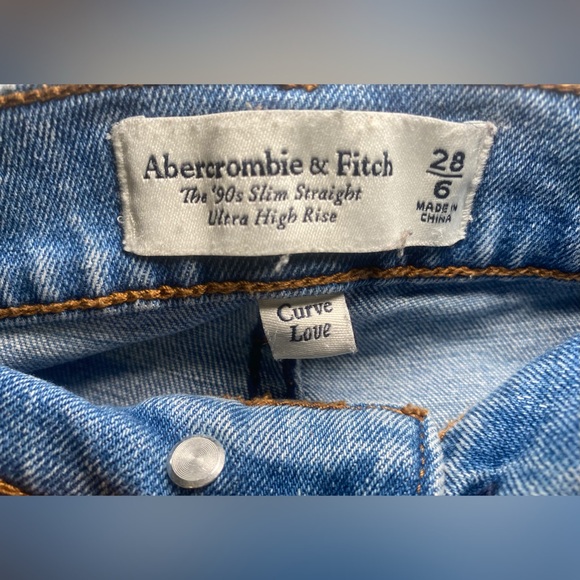 Abercrombie & Fitch
The '90s Slim Straight
Ultra High Rise
28
6
MADE IN
CHINA
Curve
Love